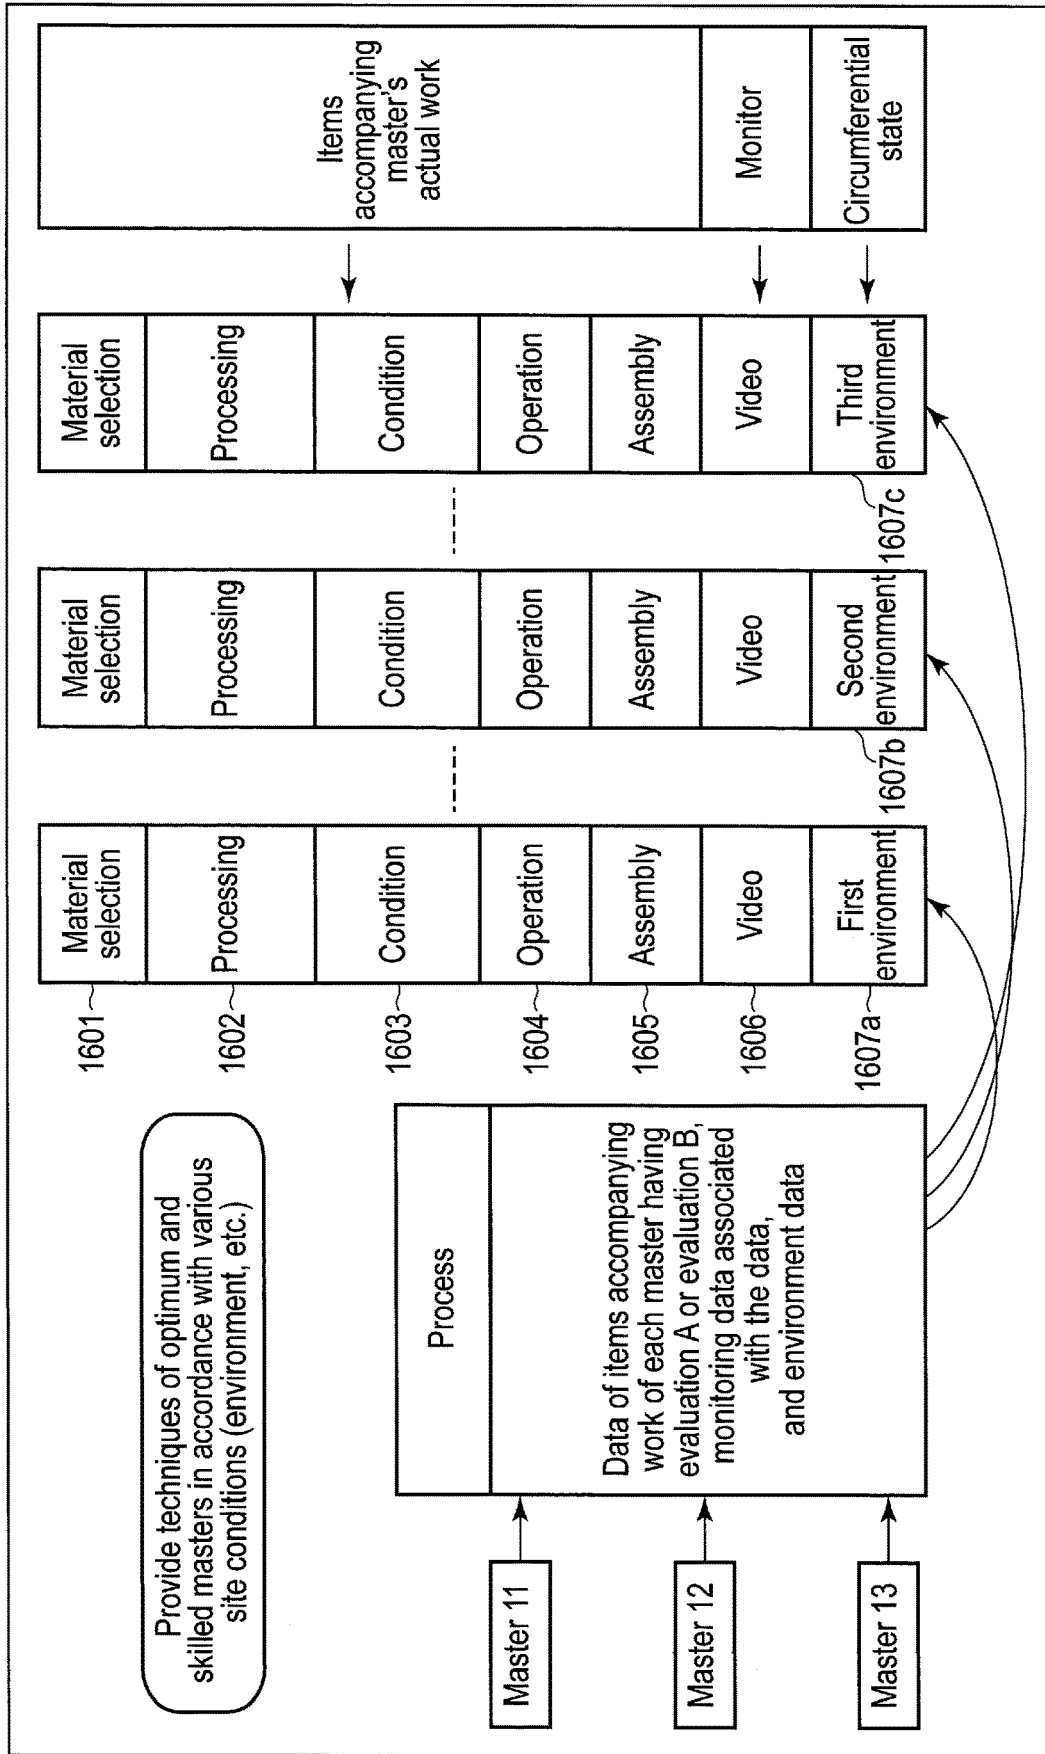 Provide techniques of optimum and
skilled masters in accordance with various
site conditions (environment, etc.)
Master 11
Master 12
Master 13
Process
Data of items accompanying
work of each master having
evaluation A or evaluation B,
monitoring data associated
with the data,
and environment data
1601
1602
1603
1604
1605
1606
1607a
Material
selection
Processing
Condition
Operation
Assembly
Video
First
environment
1607b
Material
selection
Processing
Condition
Operation
Assembly
Video
Second
environment
1607c
Material
selection
Processing
Condition
Operation
Assembly
Video
Third
environment
Items
accompanying
master's
actual work
Monitor
Circumferential
state